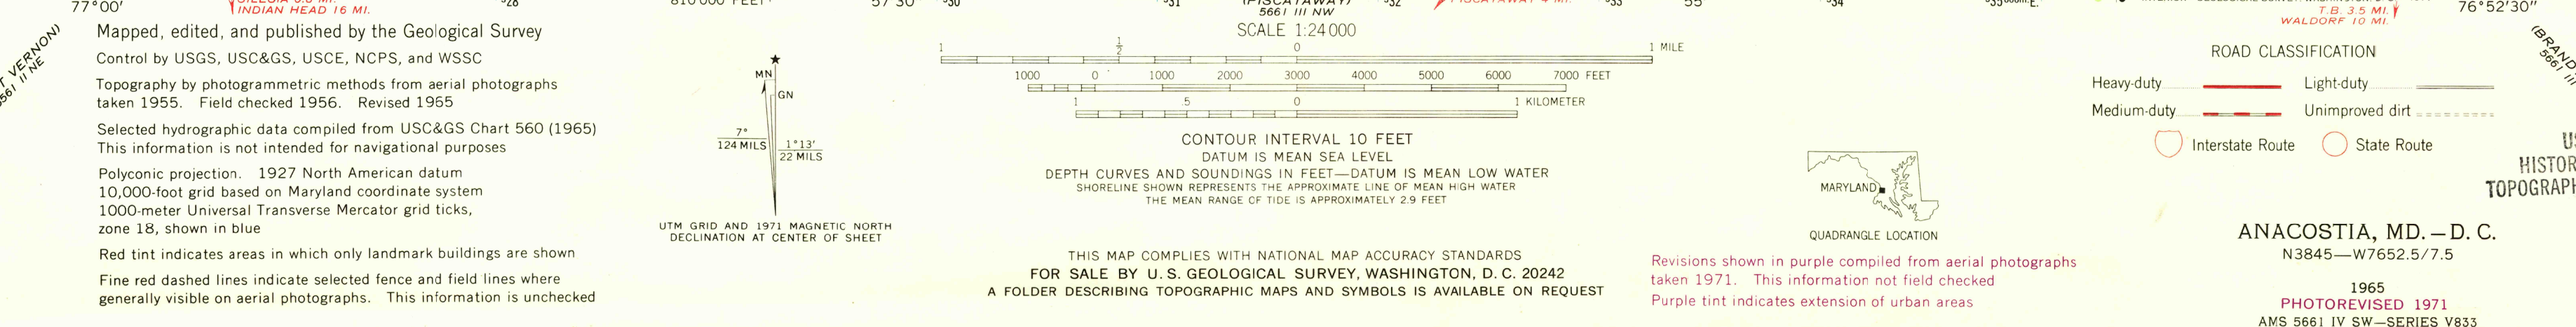 77°00'
INDIAN HEAD 16 MI.
810 000 FEET
57'30"
5661 III NW
55'
T.B. 3.5 MI.
WALDORF 10 MI.
76°52'30"
Mapped, edited, and published by the Geological Survey
Control by USGS, USC&GS, USCE, NCPS, and WSSC
Topography by photogrammetric methods from aerial photographs
taken 1955. Field checked 1956. Revised 1965
Selected hydrographic data compiled from USC&GS Chart 560 (1965)
This information is not intended for navigational purposes
Polyconic projection. 1927 North American datum
10,000-foot grid based on Maryland coordinate system
1000-meter Universal Transverse Mercator grid ticks,
zone 18, shown in blue
Red tint indicates areas in which only landmark buildings are shown
Fine red dashed lines indicate selected fence and field lines where
generally visible on aerial photographs. This information is unchecked
MN
GN
7°
124 MILS
1°13'
22 MILS
UTM GRID AND 1971 MAGNETIC NORTH
DECLINATION AT CENTER OF SHEET
SCALE 1:24 000
1 ½ 0 1 MILE
1000 0 1000 2000 3000 4000 5000 6000 7000 FEET
1 .5 0 1 KILOMETER
CONTOUR INTERVAL 10 FEET
DATUM IS MEAN SEA LEVEL
DEPTH CURVES AND SOUNDINGS IN FEET—DATUM IS MEAN LOW WATER
SHORELINE SHOWN REPRESENTS THE APPROXIMATE LINE OF MEAN HIGH WATER
THE MEAN RANGE OF TIDE IS APPROXIMATELY 2.9 FEET
THIS MAP COMPLIES WITH NATIONAL MAP ACCURACY STANDARDS
FOR SALE BY U. S. GEOLOGICAL SURVEY, WASHINGTON, D. C. 20242
A FOLDER DESCRIBING TOPOGRAPHIC MAPS AND SYMBOLS IS AVAILABLE ON REQUEST
MARYLAND
QUADRANGLE LOCATION
Revisions shown in purple compiled from aerial photographs
taken 1971. This information not field checked
Purple tint indicates extension of urban areas
ROAD CLASSIFICATION
Heavy-duty Light-duty
Medium-duty Unimproved dirt
Interstate Route State Route
ANACOSTIA, MD.—D. C.
N3845—W7652.5/7.5
1965
PHOTOREVISED 1971
AMS 5661 IV SW—SERIES V833